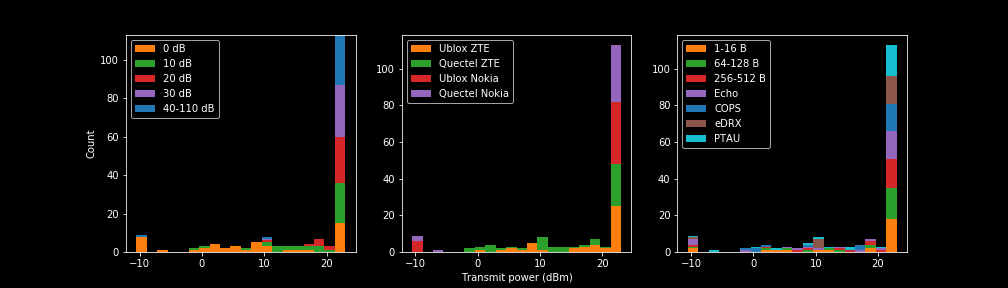 0 dB
10 dB
20 dB
30 dB
40-110 dB
100
80
60
40
20
0
Count
−10
0
10
20
Ublox ZTE
Quectel ZTE
Ublox Nokia
Quectel Nokia
100
80
60
40
20
0
−10
0
10
20
Transmit power (dBm)
1-16 B
64-128 B
256-512 B
Echo
COPS
eDRX
PTAU
100
80
60
40
20
0
−10
0
10
20